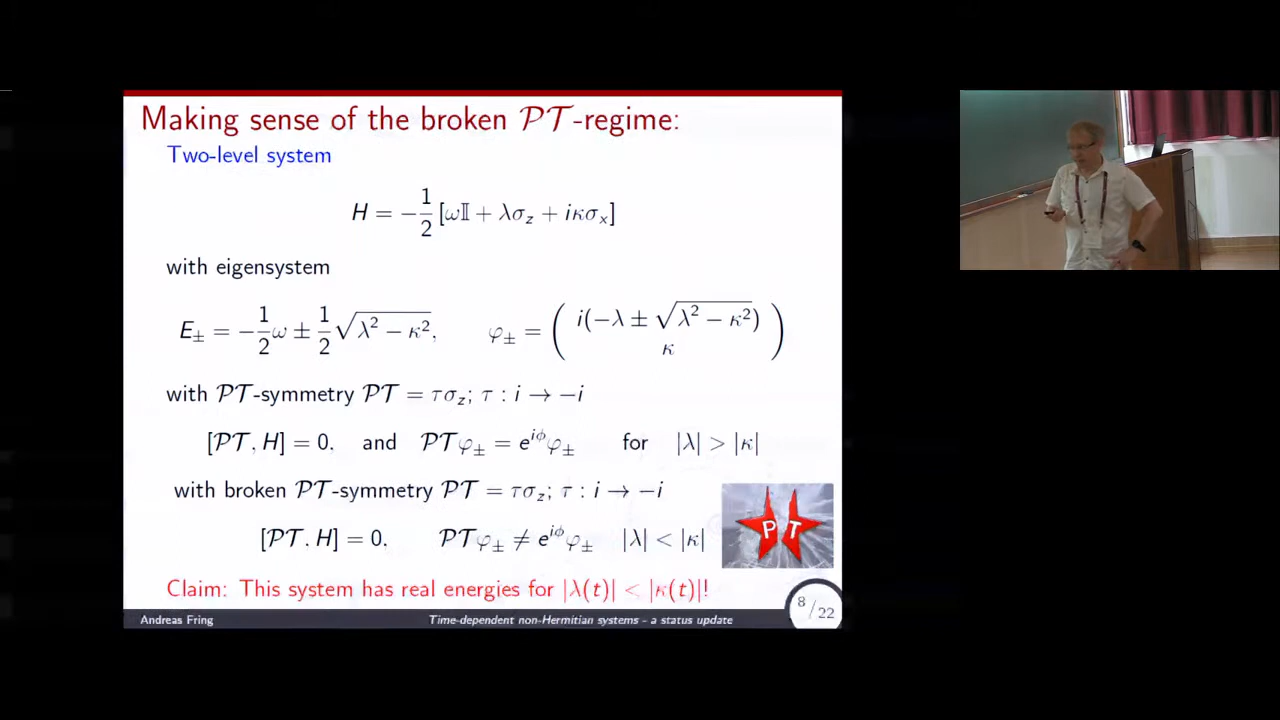 Making sense of the broken 𝒫𝒯-regime:
Two-level system
H = −1/2 [ω𝕀 + λσ_z + iκσ_x]
with eigensystem
E_± = −1/2 ω ± 1/2 √(λ² − κ²), φ_± = ( i(−λ ± √(λ² − κ²)) κ )
with 𝒫𝒯-symmetry 𝒫𝒯 = τσ_z; τ : i → −i
[𝒫𝒯, H] = 0, and 𝒫𝒯φ_± = e^{iϕ}φ_± for |λ| > |κ|
with broken 𝒫𝒯-symmetry 𝒫𝒯 = τσ_z; τ : i → −i
[𝒫𝒯, H] = 0, 𝒫𝒯φ_± ≠ e^{iϕ}φ_± |λ| < |κ|
P T
Claim: This system has real energies for |λ(t)| < |κ(t)|!
Andreas Fring Time-dependent non-Hermitian systems - a status update 8/22